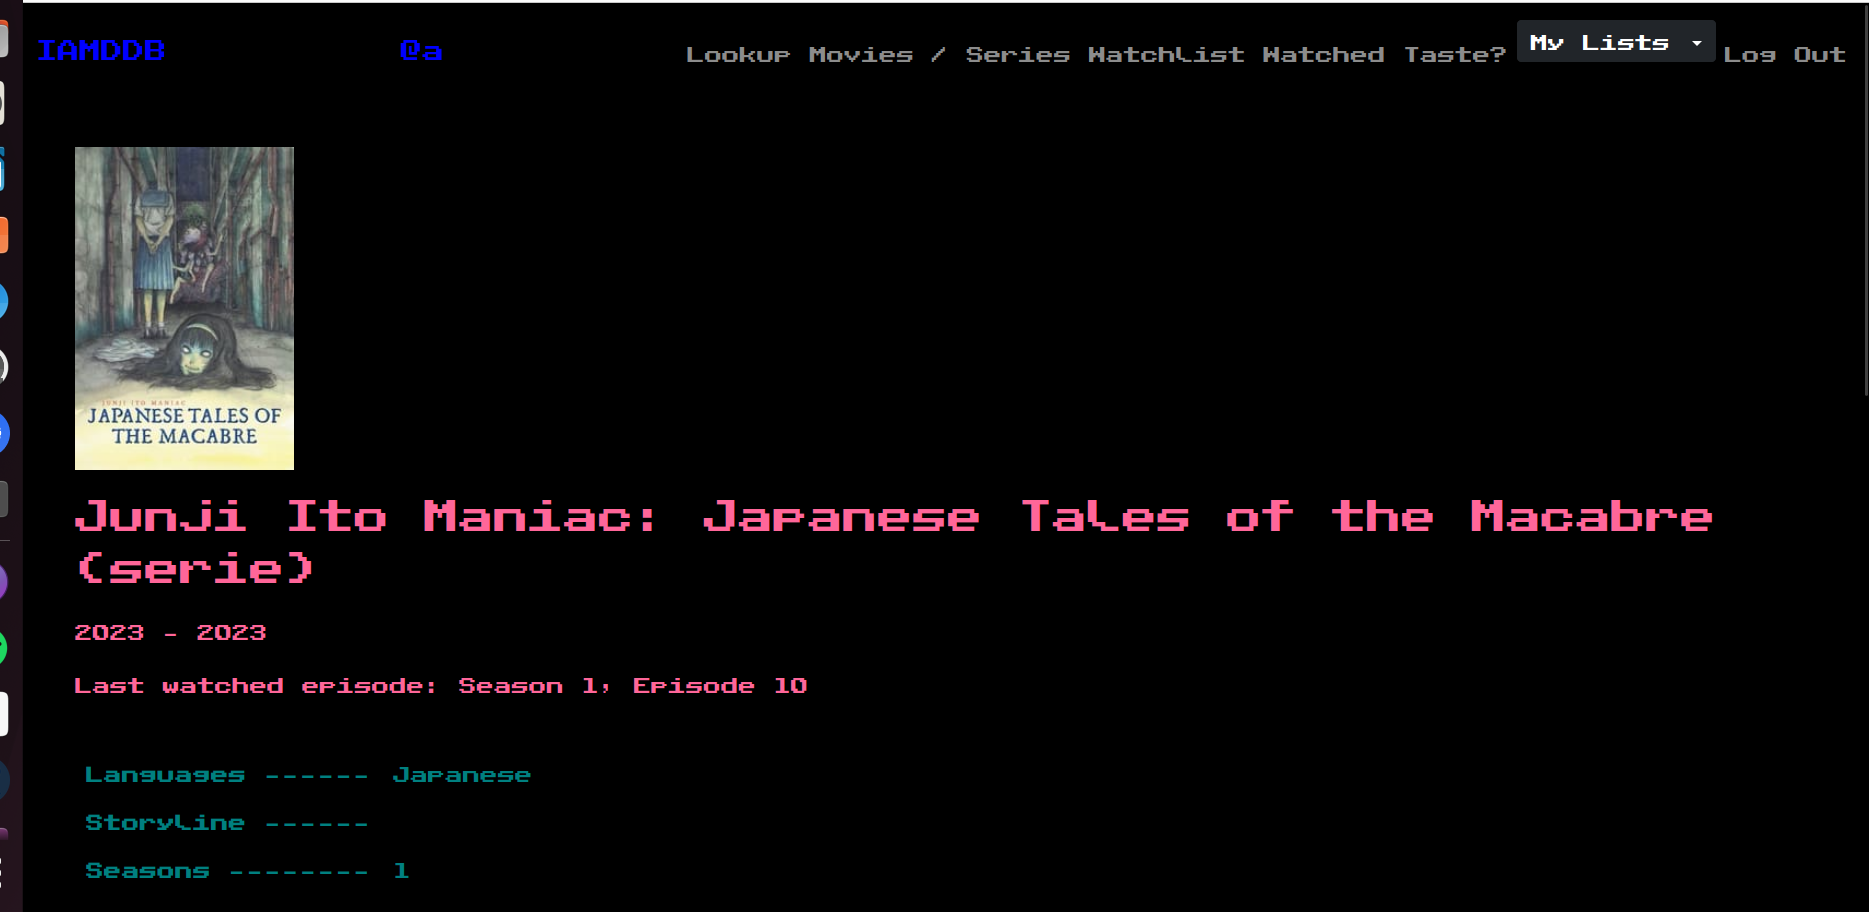 IAMDDB @a Lookup Movies / Series WatchList Watched Taste? My Lists Log Out
JUNJI ITO MANIAC
JAPANESE TALES OF
THE MACABRE
Junji Ito Maniac: Japanese Tales of the Macabre
(serie)
2023 - 2023
Last watched episode: Season 1, Episode 10
Languages ------ Japanese
Storyline ------
Seasons -------- 1